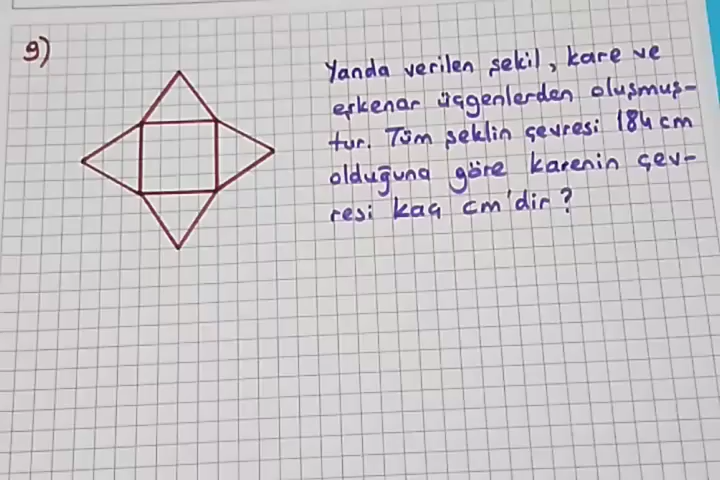 9)
Yanda verilen şekil, kare ve
eşkenar üçgenlerden oluşmuş-
tur. Tüm şeklin çevresi 184 cm
olduğuna göre karenin çev-
resi kaç cm'dir?